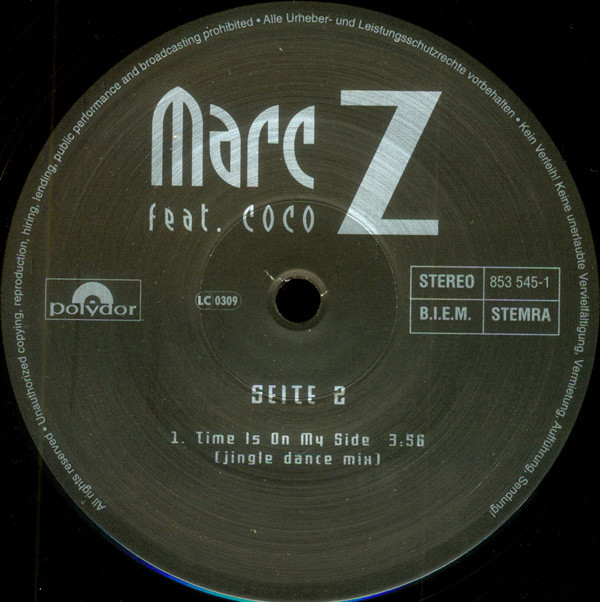 All rights reserved • Unauthorized copying, reproduction, hiring, lending, public performance and broadcasting prohibited • Alle Urheber- und Leistungsschutzrechte vorbehalten • Kein Verleih! Keine unerlaubte Vervielfältigung, Vermietung, Aufführung, Sendung!
Marc Z
feat. COCO
polydor
LC 0309
STEREO 853 545-1
B.I.E.M. STEMRA
SEITE 2
1. Time Is On My Side 3:56
(jingle dance mix)